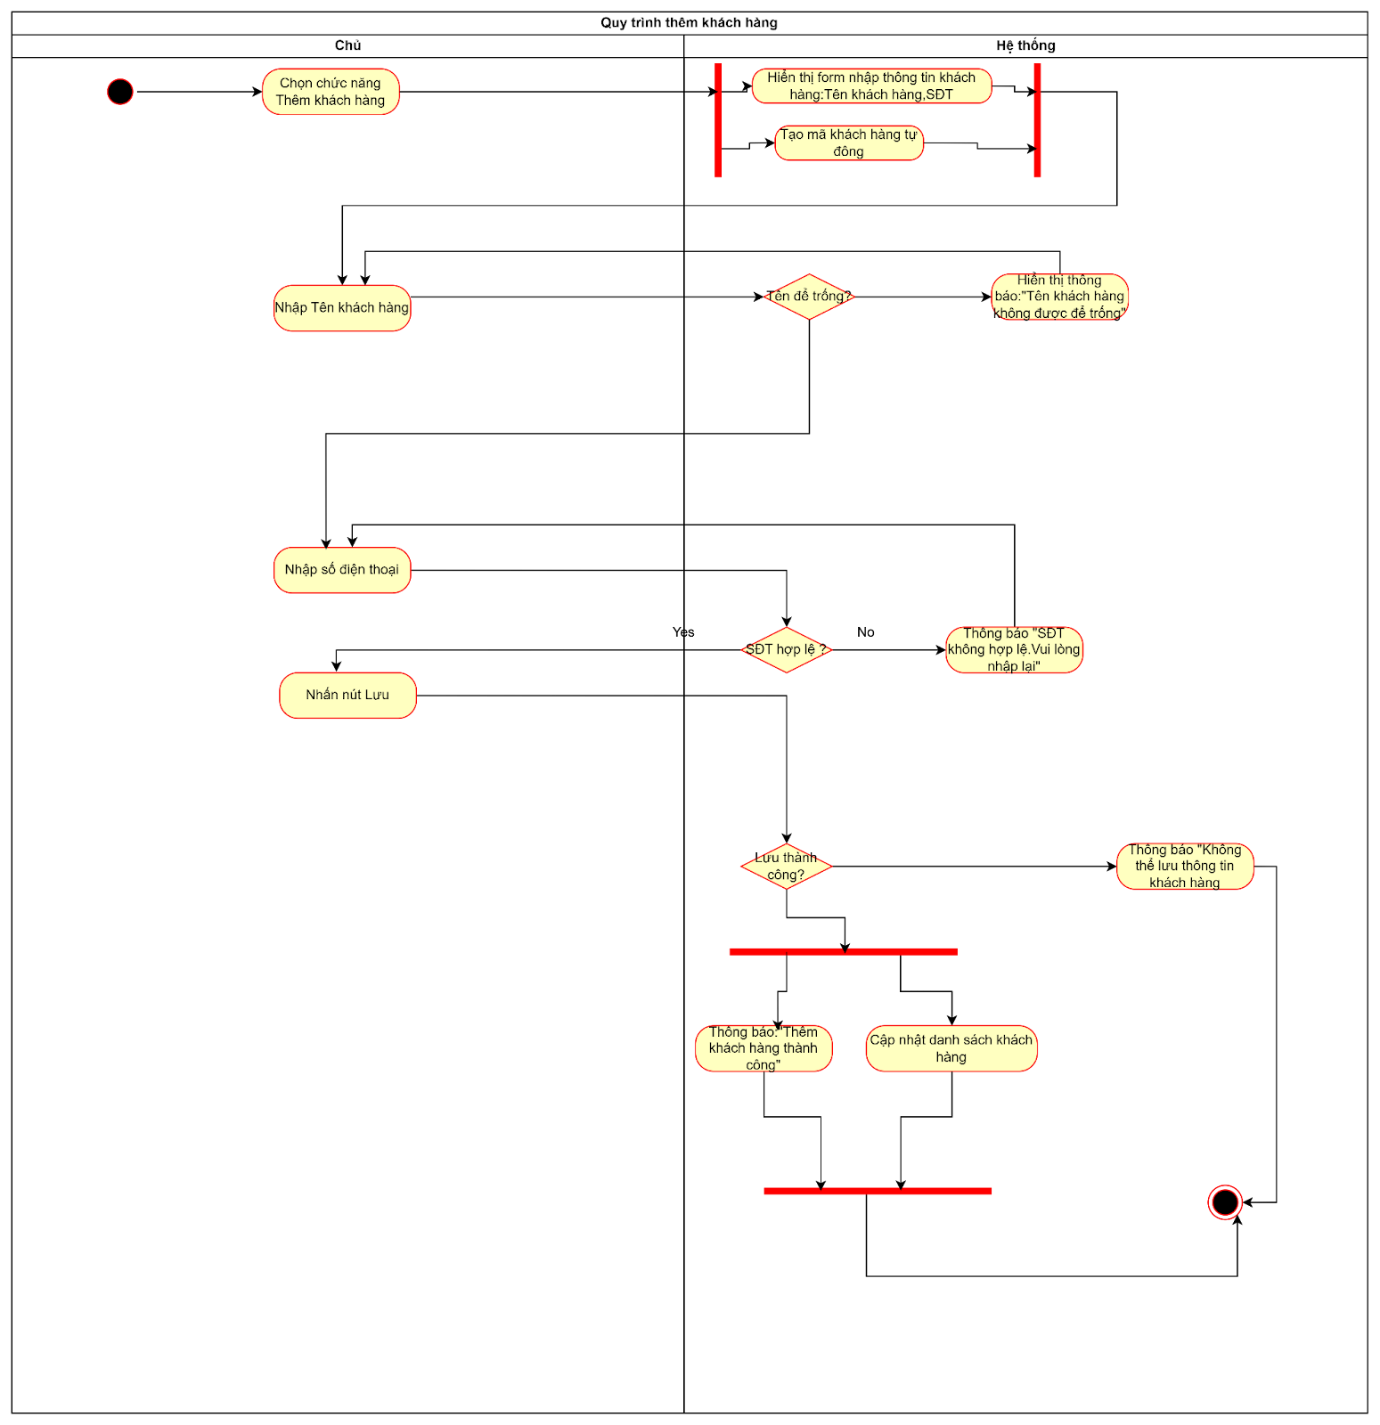 Quy trình thêm khách hàng
Chủ
Hệ thống
Chọn chức năng
Thêm khách hàng
Hiển thị form nhập thông tin khách
hàng:Tên khách hàng,SĐT
Tạo mã khách hàng tự
đông
Nhập Tên khách hàng
Tên để trống?
Hiển thị thông
báo:"Tên khách hàng
không được để trống"
Nhập số điện thoại
Yes
SĐT hợp lệ ?
No
Thông báo "SĐT
không hợp lệ.Vui lòng
nhập lại"
Nhấn nút Lưu
Lưu thành
công?
Thông báo "Không
thể lưu thông tin
khách hàng
Thông báo:"Thêm
khách hàng thành
công"
Cập nhật danh sách khách
hàng